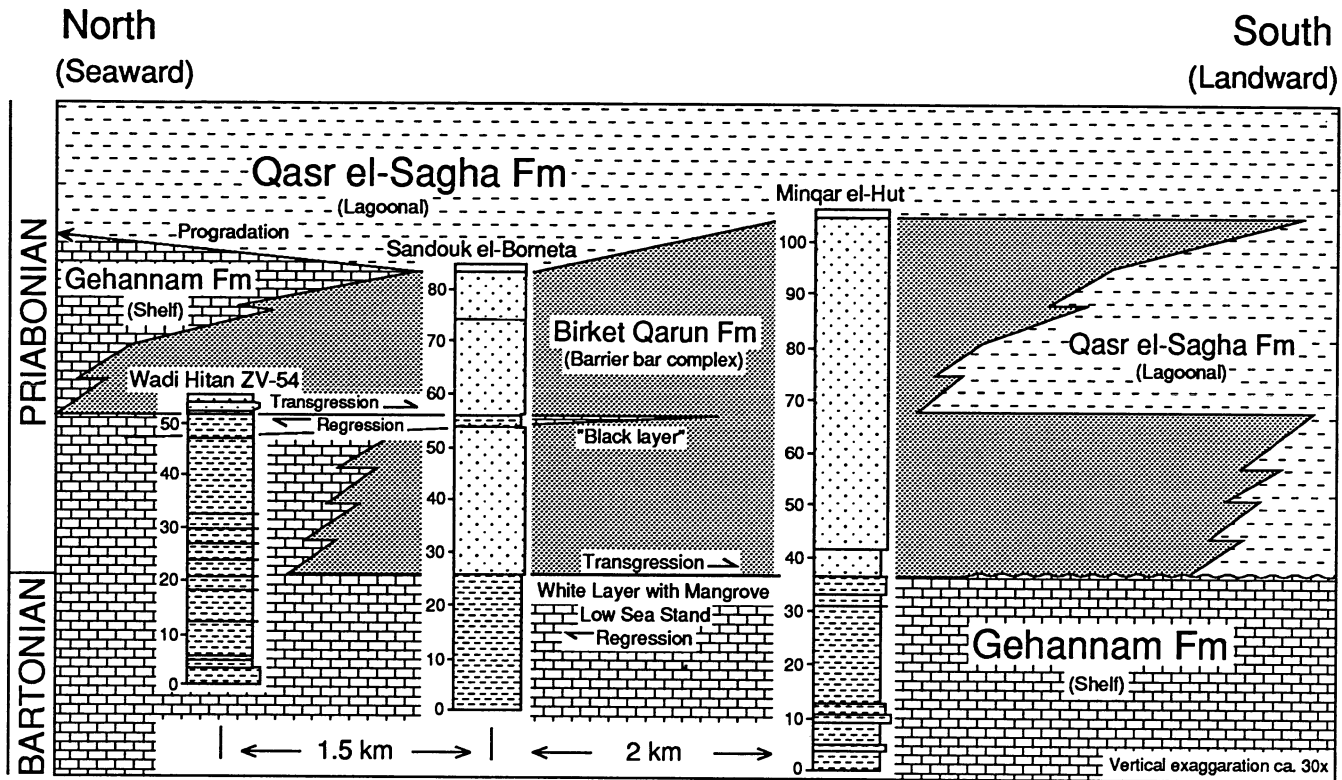 North
(Seaward)
South
(Landward)
PRIABONIAN
BARTONIAN
Qasr el-Sagha Fm
(Lagoonal)
Progradation
Gehannam Fm
(Shelf)
Sandouk el-Borneta
Minqar el-Hut
Birket Qarun Fm
(Barrier bar complex)
Qasr el-Sagha Fm
(Lagoonal)
Wadi Hitan ZV-54
Transgression
Regression
"Black layer"
Transgression
White Layer with Mangrove
Low Sea Stand
Regression
Gehannam Fm
(Shelf)
50
40
30
20
10
0
80
70
60
50
40
30
20
10
0
100
90
80
70
60
50
40
30
20
10
0
1.5 km
2 km
Vertical exaggaration ca. 30x